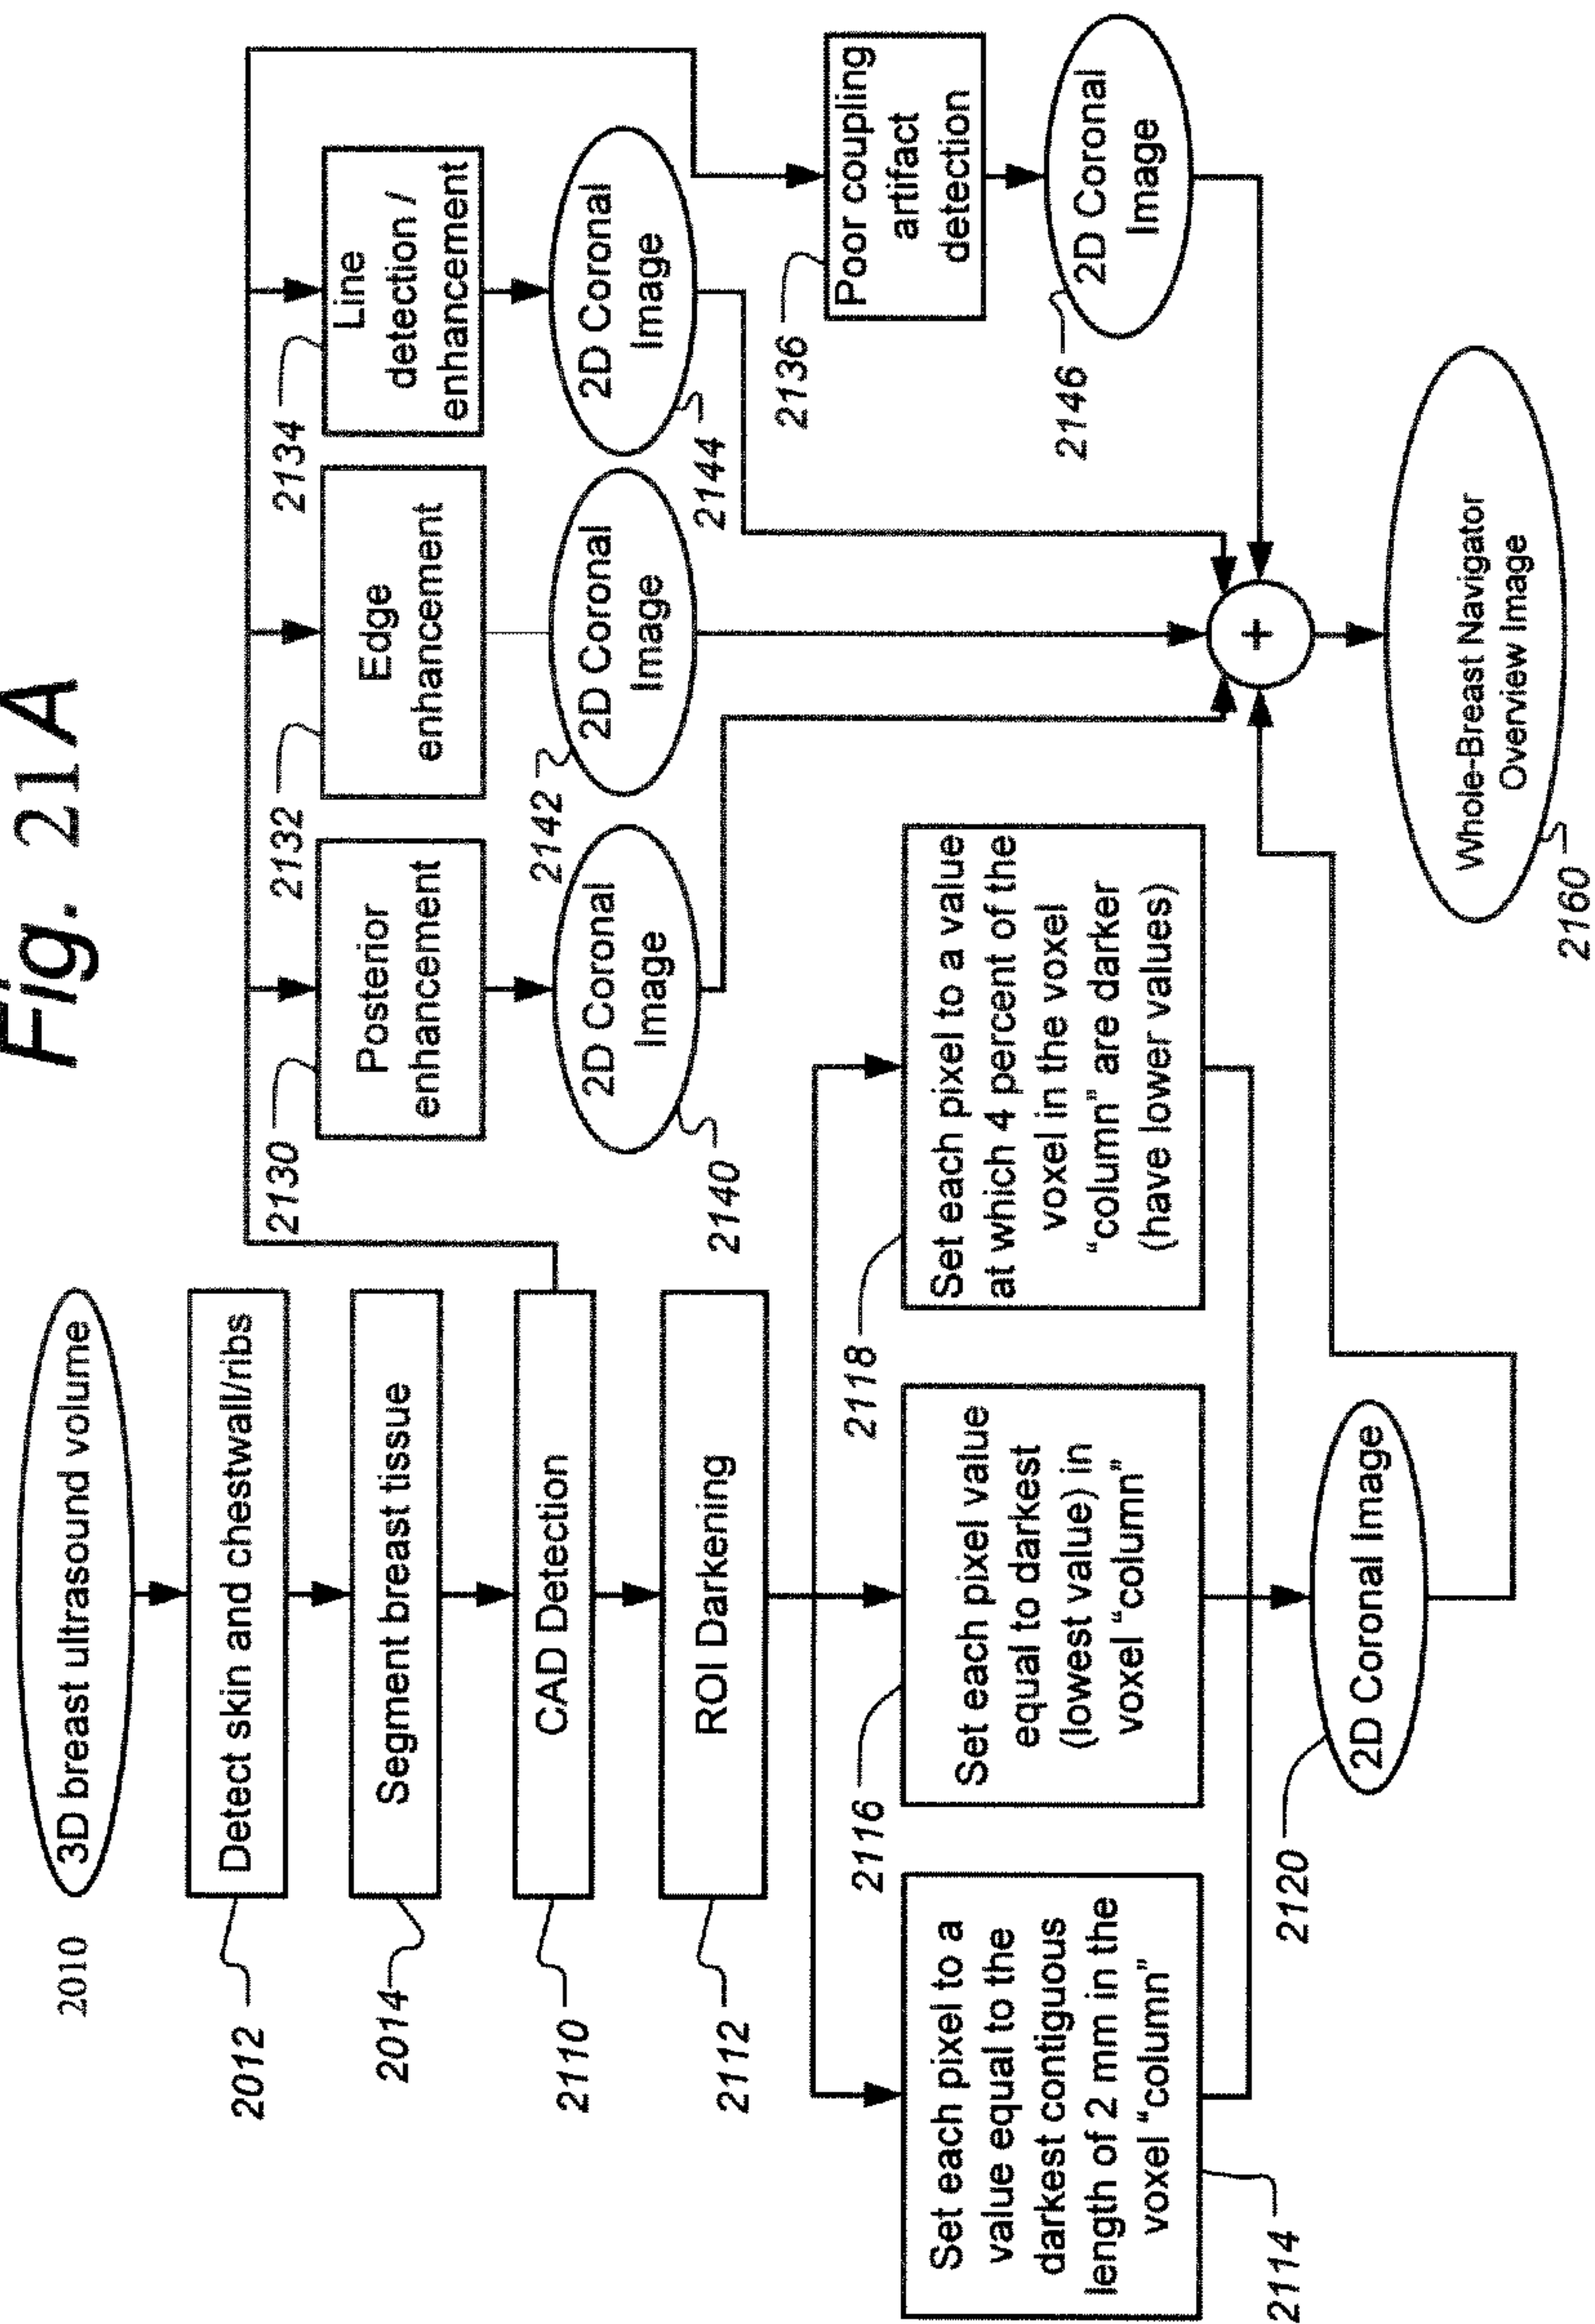 Fig. 21 A
2010
3D breast ultrasound volume
2012
Detect skin and chestwall/ribs
2014
Segment breast tissue
2110
CAD Detection
2112
ROI Darkening
2114
Set each pixel to a
value equal to the
darkest contiguous
length of 2 mm in the
voxel “column”
2116
Set each pixel value
equal to darkest
(lowest value) in
voxel “column”
2118
Set each pixel to a value
at which 4 percent of the
voxel in the voxel
“column” are darker
(have lower values)
2120
2D Coronal Image
2130
Posterior
enhancement
2132
Edge
enhancement
2134
Line
detection /
enhancement
2140
2D Coronal
Image
2142
2D Coronal
Image
2144
2D Coronal
Image
2136
Poor coupling
artifact
detection
2146
2D Coronal
Image
+
2160
Whole-Breast Navigator
Overview Image